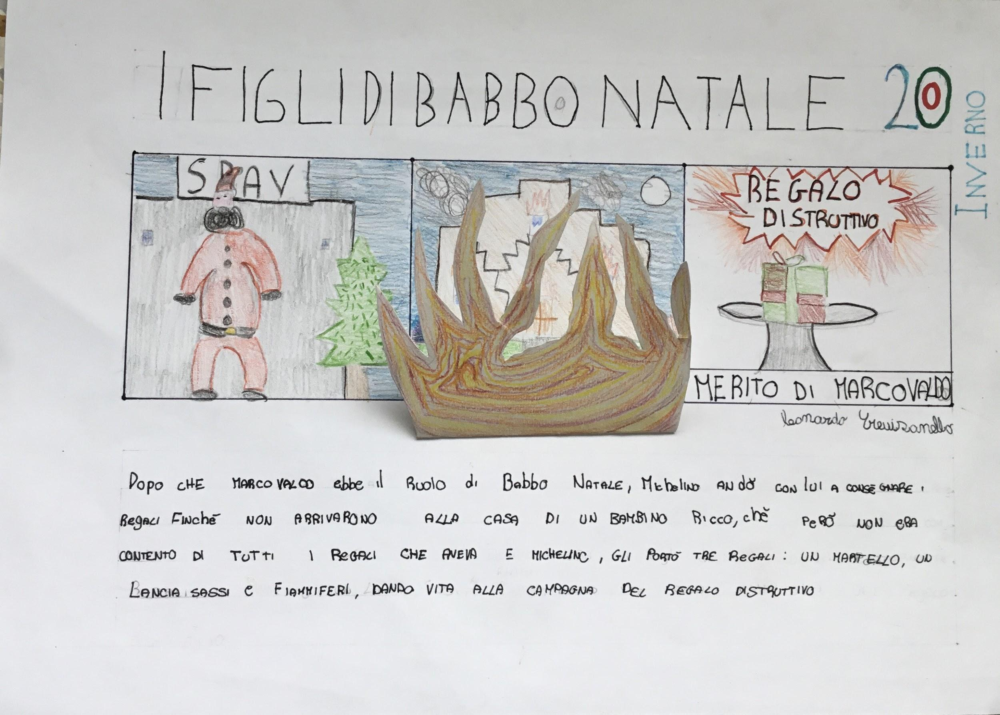 I FIGLI DI BABBO NATALE 20
INVERNO
SBAV
REGALO
DISTRUTTIVO
MERITO DI MARCOVALDO
Leonardo Trevisanello
DOPO CHE MARCOVALDO ebbe il RUOLO di Babbo NATALE, Michelino ANdò CON lUI A CONSEGNARE I
RegALI FINché NON ARRIVARONO ALLA CASA DI UN BAMBINO RICCO, chè PeRÒ NON eRA
CONTENTO DI TUTTI I ReGALI CHE AVEVA E MICHELINO, GLI PORTÒ TRE ReGALI: UN MARTELLO, UN
LANCIA SASSI e FIAMMIFERI, DANDO VITA ALLA CAMPAGNA DEL REGALO DISTRUTTIVO